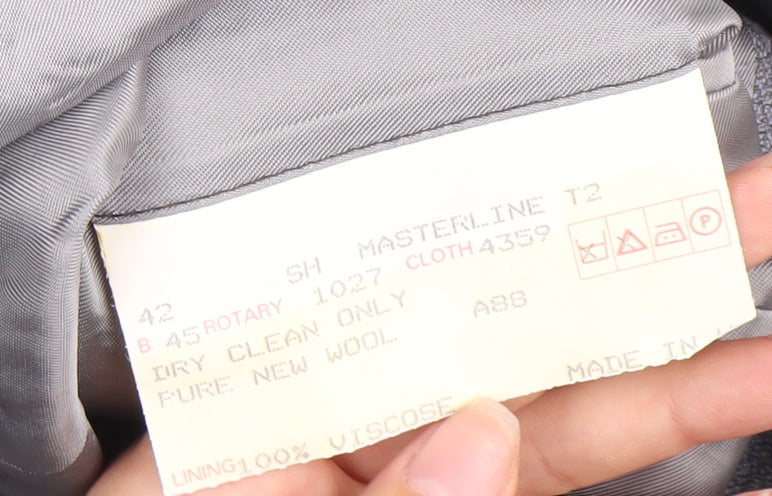 SH MASTERLINE T2
42 1027 CLOTH 4359
B 45 ROTARY
DRY CLEAN ONLY A88
PURE NEW WOOL
MADE IN
LINING 100% VISCOSE
P